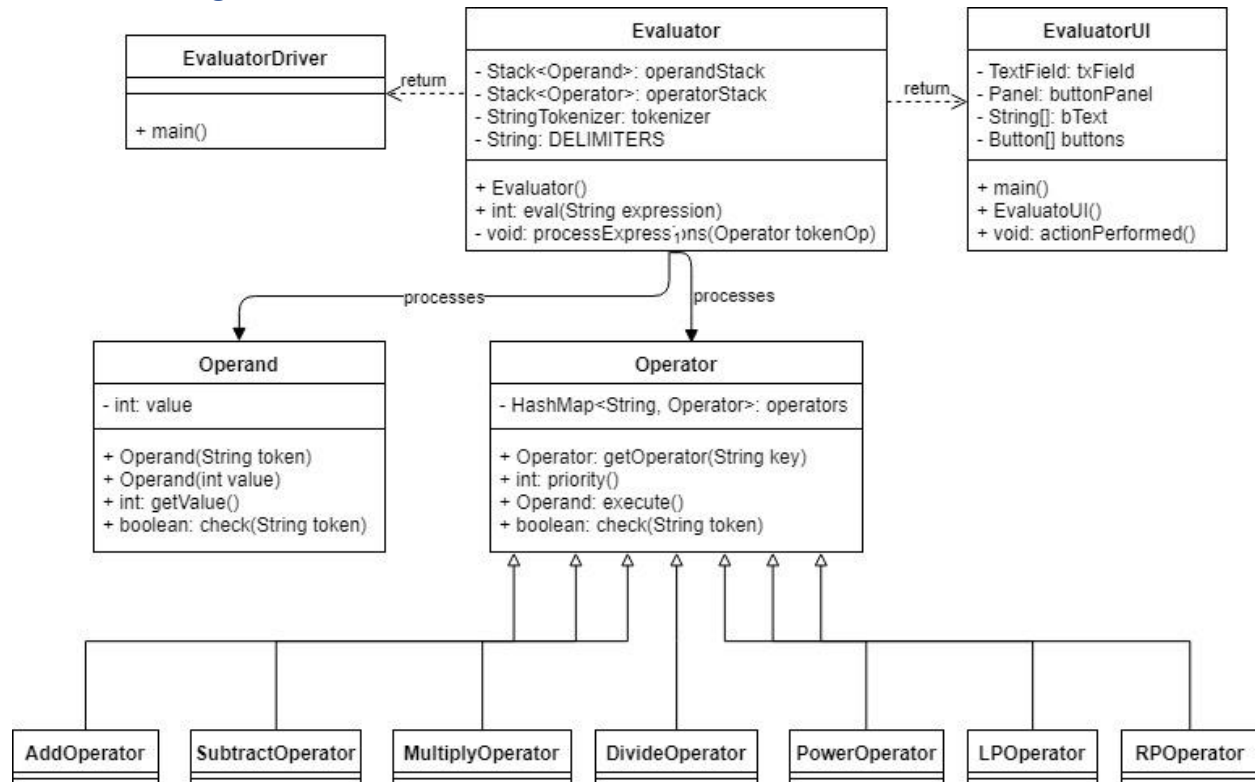 EvaluatorDriver
+ main()
return
Evaluator
- Stack<Operand>: operandStack
- Stack<Operator>: operatorStack
- StringTokenizer: tokenizer
- String: DELIMITERS
+ Evaluator()
+ int: eval(String expression)
- void: (Operator tokenOp)
return
EvaluatorUI
- TextField: txField
- Panel: buttonPanel
- String[]: bText
- Button[] buttons
+ main()
+ EvaluatoUI()
+ void: actionPerformed()
processes
processes
Operand
- int: value
+ Operand(String token)
+ Operand(int value)
+ int: getValue()
+ boolean: check(String token)
Operator
- HashMap<String, Operator>: operators
+ Operator: getOperator(String key)
+ int: priority()
+ Operand: execute()
+ boolean: check(String token)
AddOperator
SubtractOperator
MultiplyOperator
DivideOperator
PowerOperator
LPOperator
RPOperator